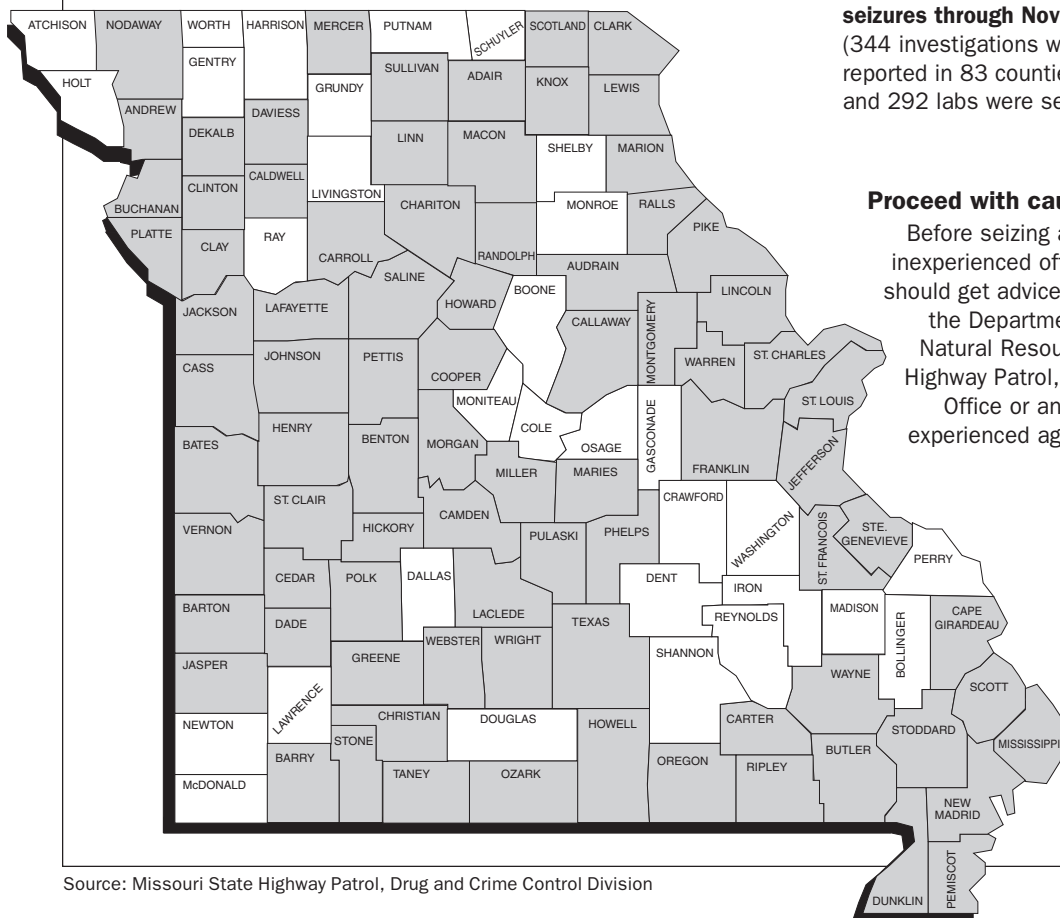 seizures through Nov
(344 investigations w
reported in 83 countie
and 292 labs were se
Proceed with cau
Before seizing a
inexperienced of
should get advice
the Departme
Natural Resou
Highway Patrol,
Office or an
experienced ag
ATCHISON NODAWAY WORTH HARRISON MERCER PUTNAM SCHUYLER SCOTLAND CLARK
GENTRY SULLIVAN ADAIR KNOX LEWIS
HOLT GRUNDY
ANDREW DAVIESS
DEKALB LINN MACON SHELBY MARION
CALDWELL
CLINTON LIVINGSTON CHARITON MONROE RALLS
BUCHANAN
PLATTE CLAY RAY CARROLL RANDOLPH PIKE
SALINE AUDRAIN
HOWARD BOONE LINCOLN
JACKSON LAFAYETTE CALLAWAY MONTGOMERY
CASS JOHNSON PETTIS COOPER WARREN ST. CHARLES
MONITEAU ST. LOUIS
HENRY COLE OSAGE GASCONADE
BATES BENTON MORGAN JEFFERSON
MILLER MARIES FRANKLIN
ST. CLAIR CRAWFORD
VERNON HICKORY CAMDEN PULASKI PHELPS WASHINGTON ST. FRANCOIS STE.
GENEVIEVE
CEDAR POLK DALLAS DENT IRON PERRY
BARTON LACLEDE TEXAS REYNOLDS MADISON BOLLINGER CAPE
GIRARDEAU
DADE WEBSTER WRIGHT
JASPER GREENE SHANNON WAYNE SCOTT
LAWRENCE
NEWTON CHRISTIAN DOUGLAS HOWELL CARTER STODDARD
STONE MISSISSIPPI
BARRY BUTLER
McDONALD TANEY OZARK OREGON RIPLEY
NEW
MADRID
PEMISCOT
DUNKLIN
Source: Missouri State Highway Patrol, Drug and Crime Control Division